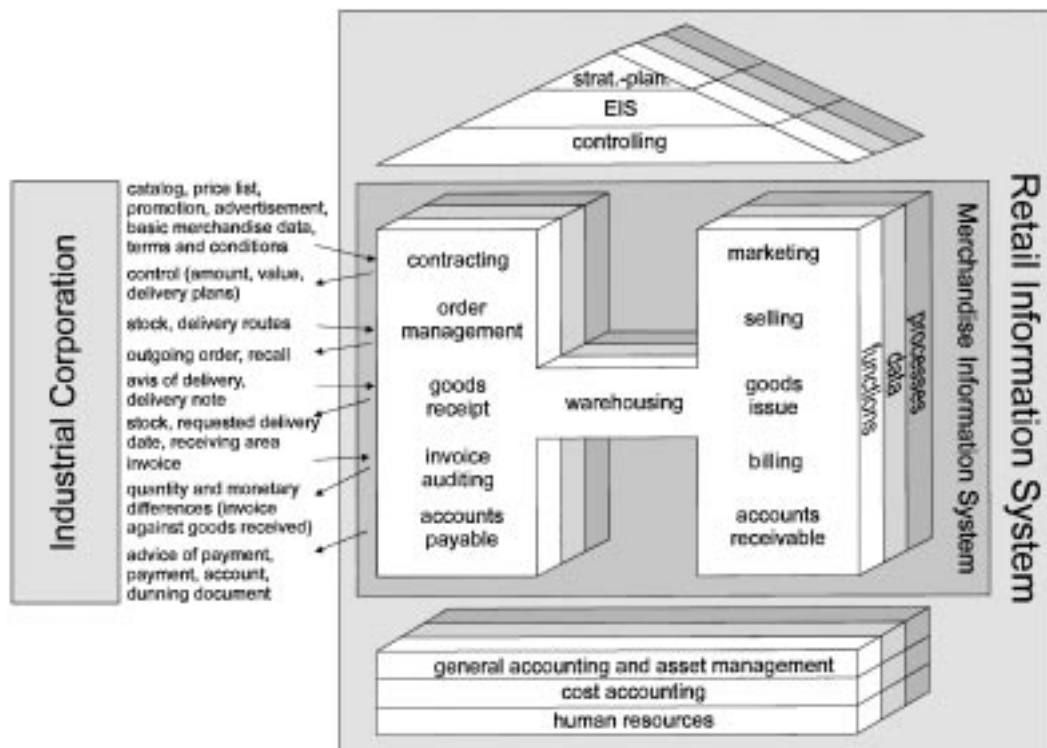 strat.-plan.
EIS
controlling
Industrial Corporation
catalog, price list,
promotion, advertisement,
basic merchandise data,
terms and conditions
control (amount, value,
delivery plans)
stock, delivery routes
outgoing order, recall
avis of delivery,
delivery note
stock, requested delivery
date, receiving area
invoice
quantity and monetary
differences (invoice
against goods received)
advice of payment,
payment, account,
dunning document
contracting
order
management
goods
receipt
invoice
auditing
accounts
payable
warehousing
marketing
selling
goods
issue
billing
accounts
receivable
functions
data
processes
Merchandise Information System
Retail Information System
general accounting and asset management
cost accounting
human resources